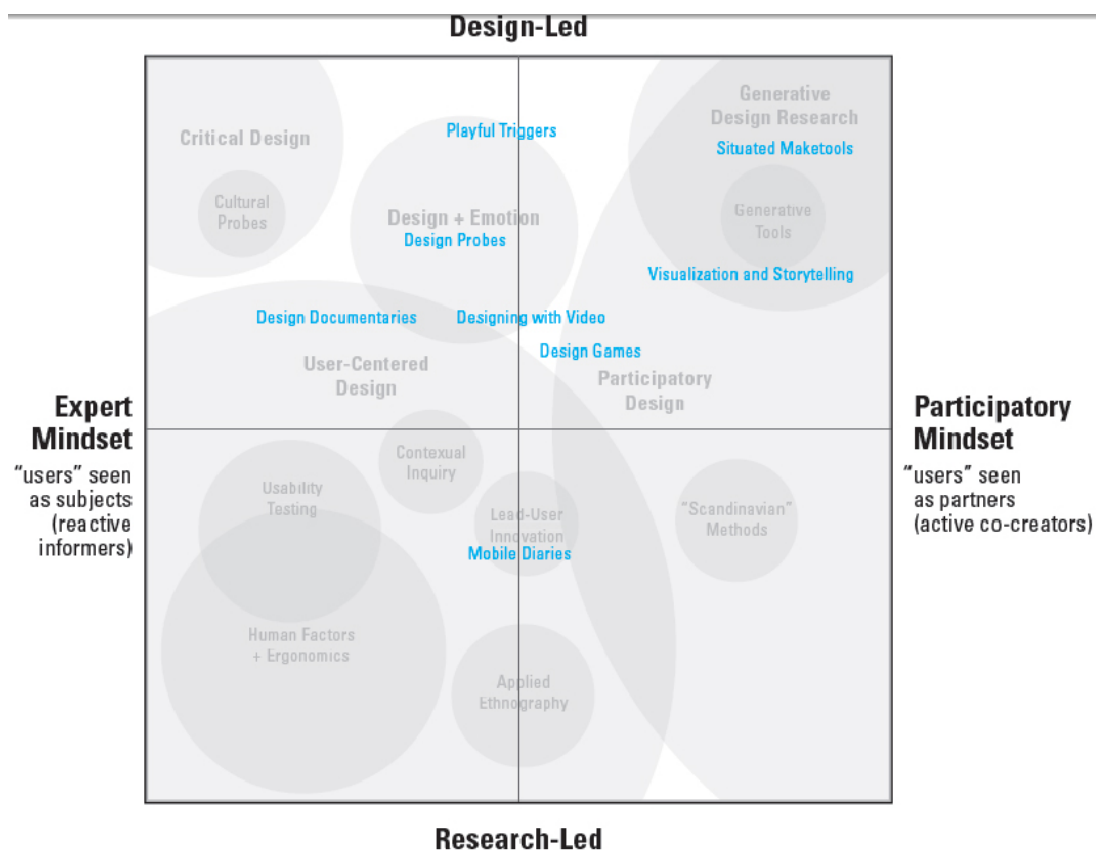 Design-Led
Generative
Design Research
Playful Triggers
Critical Design
Situated Maketools
Cultural
Probes
Design + Emotion
Generative
Tools
Design Probes
Visualization and Storytelling
Design Documentaries
Designing with Video
Design Games
User-Centered
Design
Participatory
Design
Expert
Mindset
"users" seen
as subjects
(reactive
informers)
Participatory
Mindset
"users" seen
as partners
(active co-creators)
Contexual
Inquiry
Usability
Testing
Lead-User
Innovation
"Scandinavian"
Methods
Mobile Diaries
Human Factors
+ Ergonomics
Applied
Ethnography
Research-Led